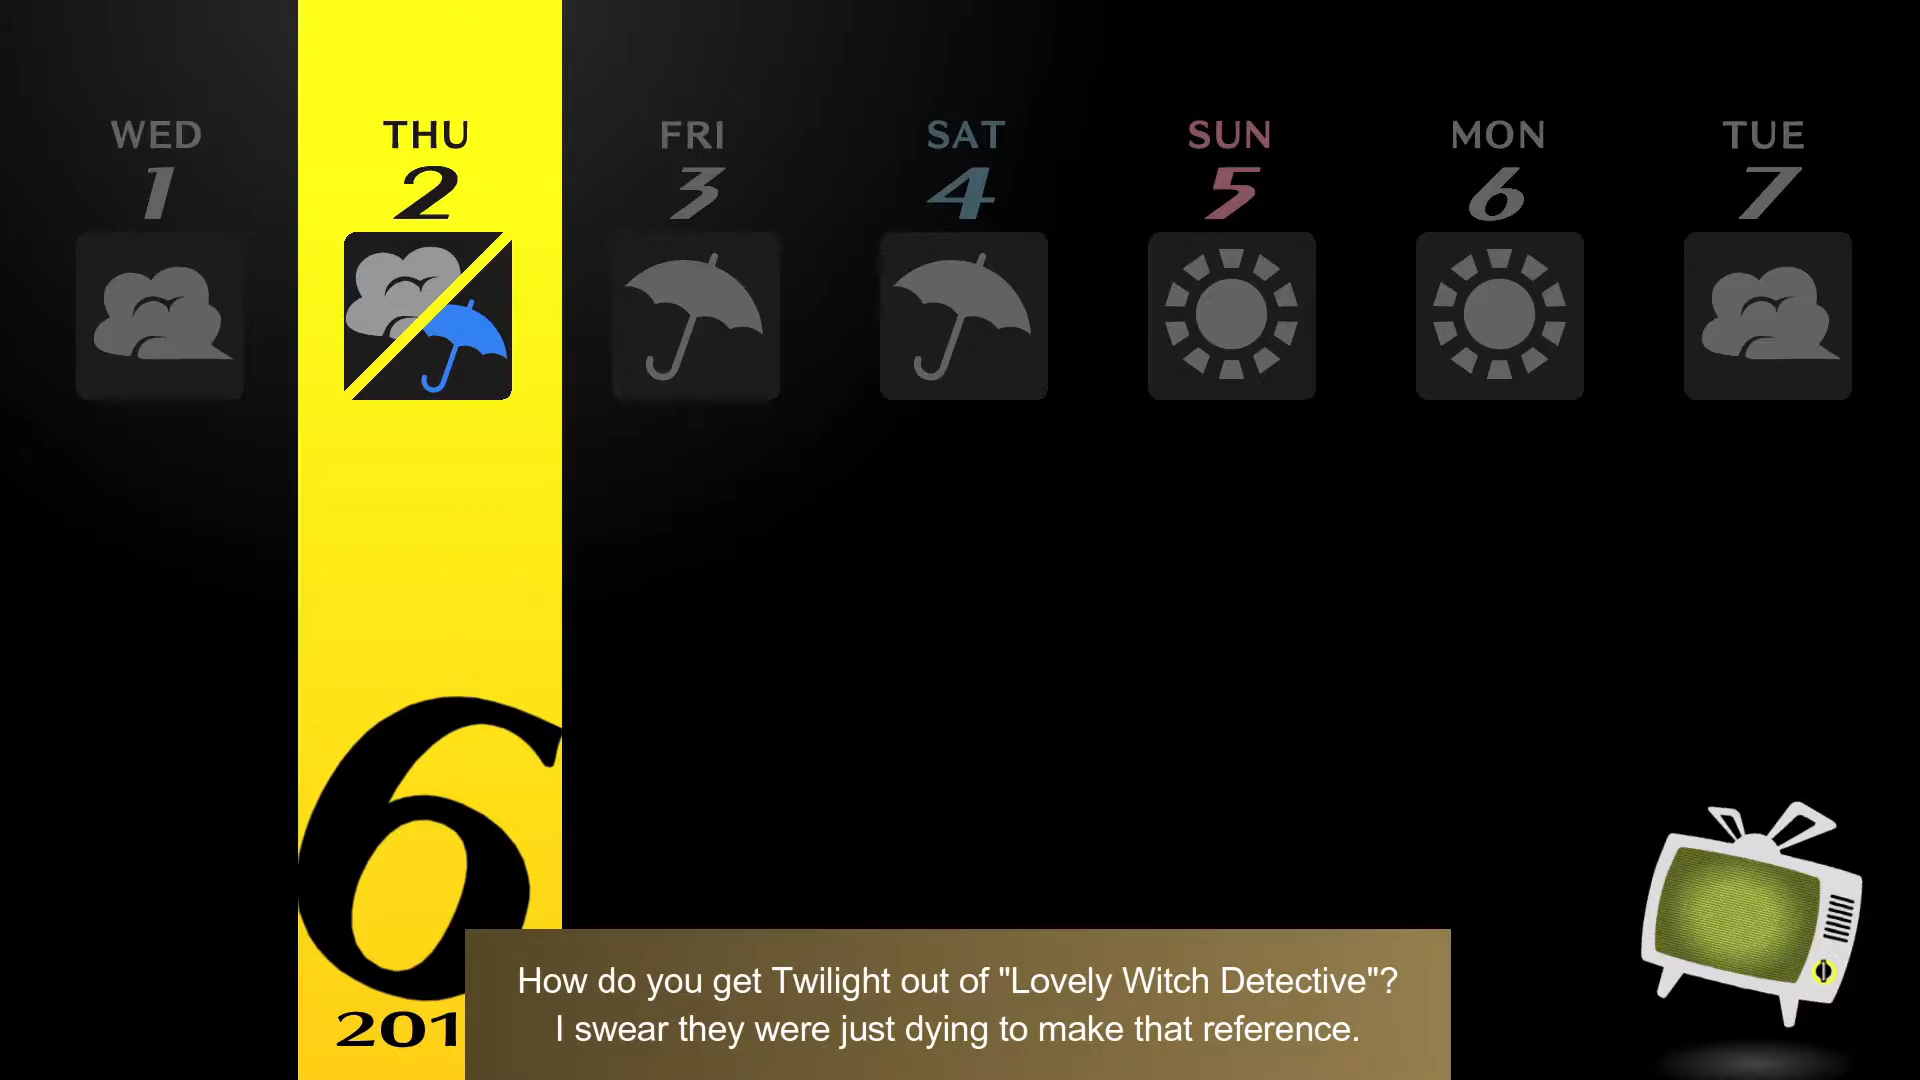 WED THU FRI SAT SUN MON TUE
1 2 3 4 5 6 7
6
201
How do you get Twilight out of "Lovely Witch Detective"?
I swear they were just dying to make that reference.